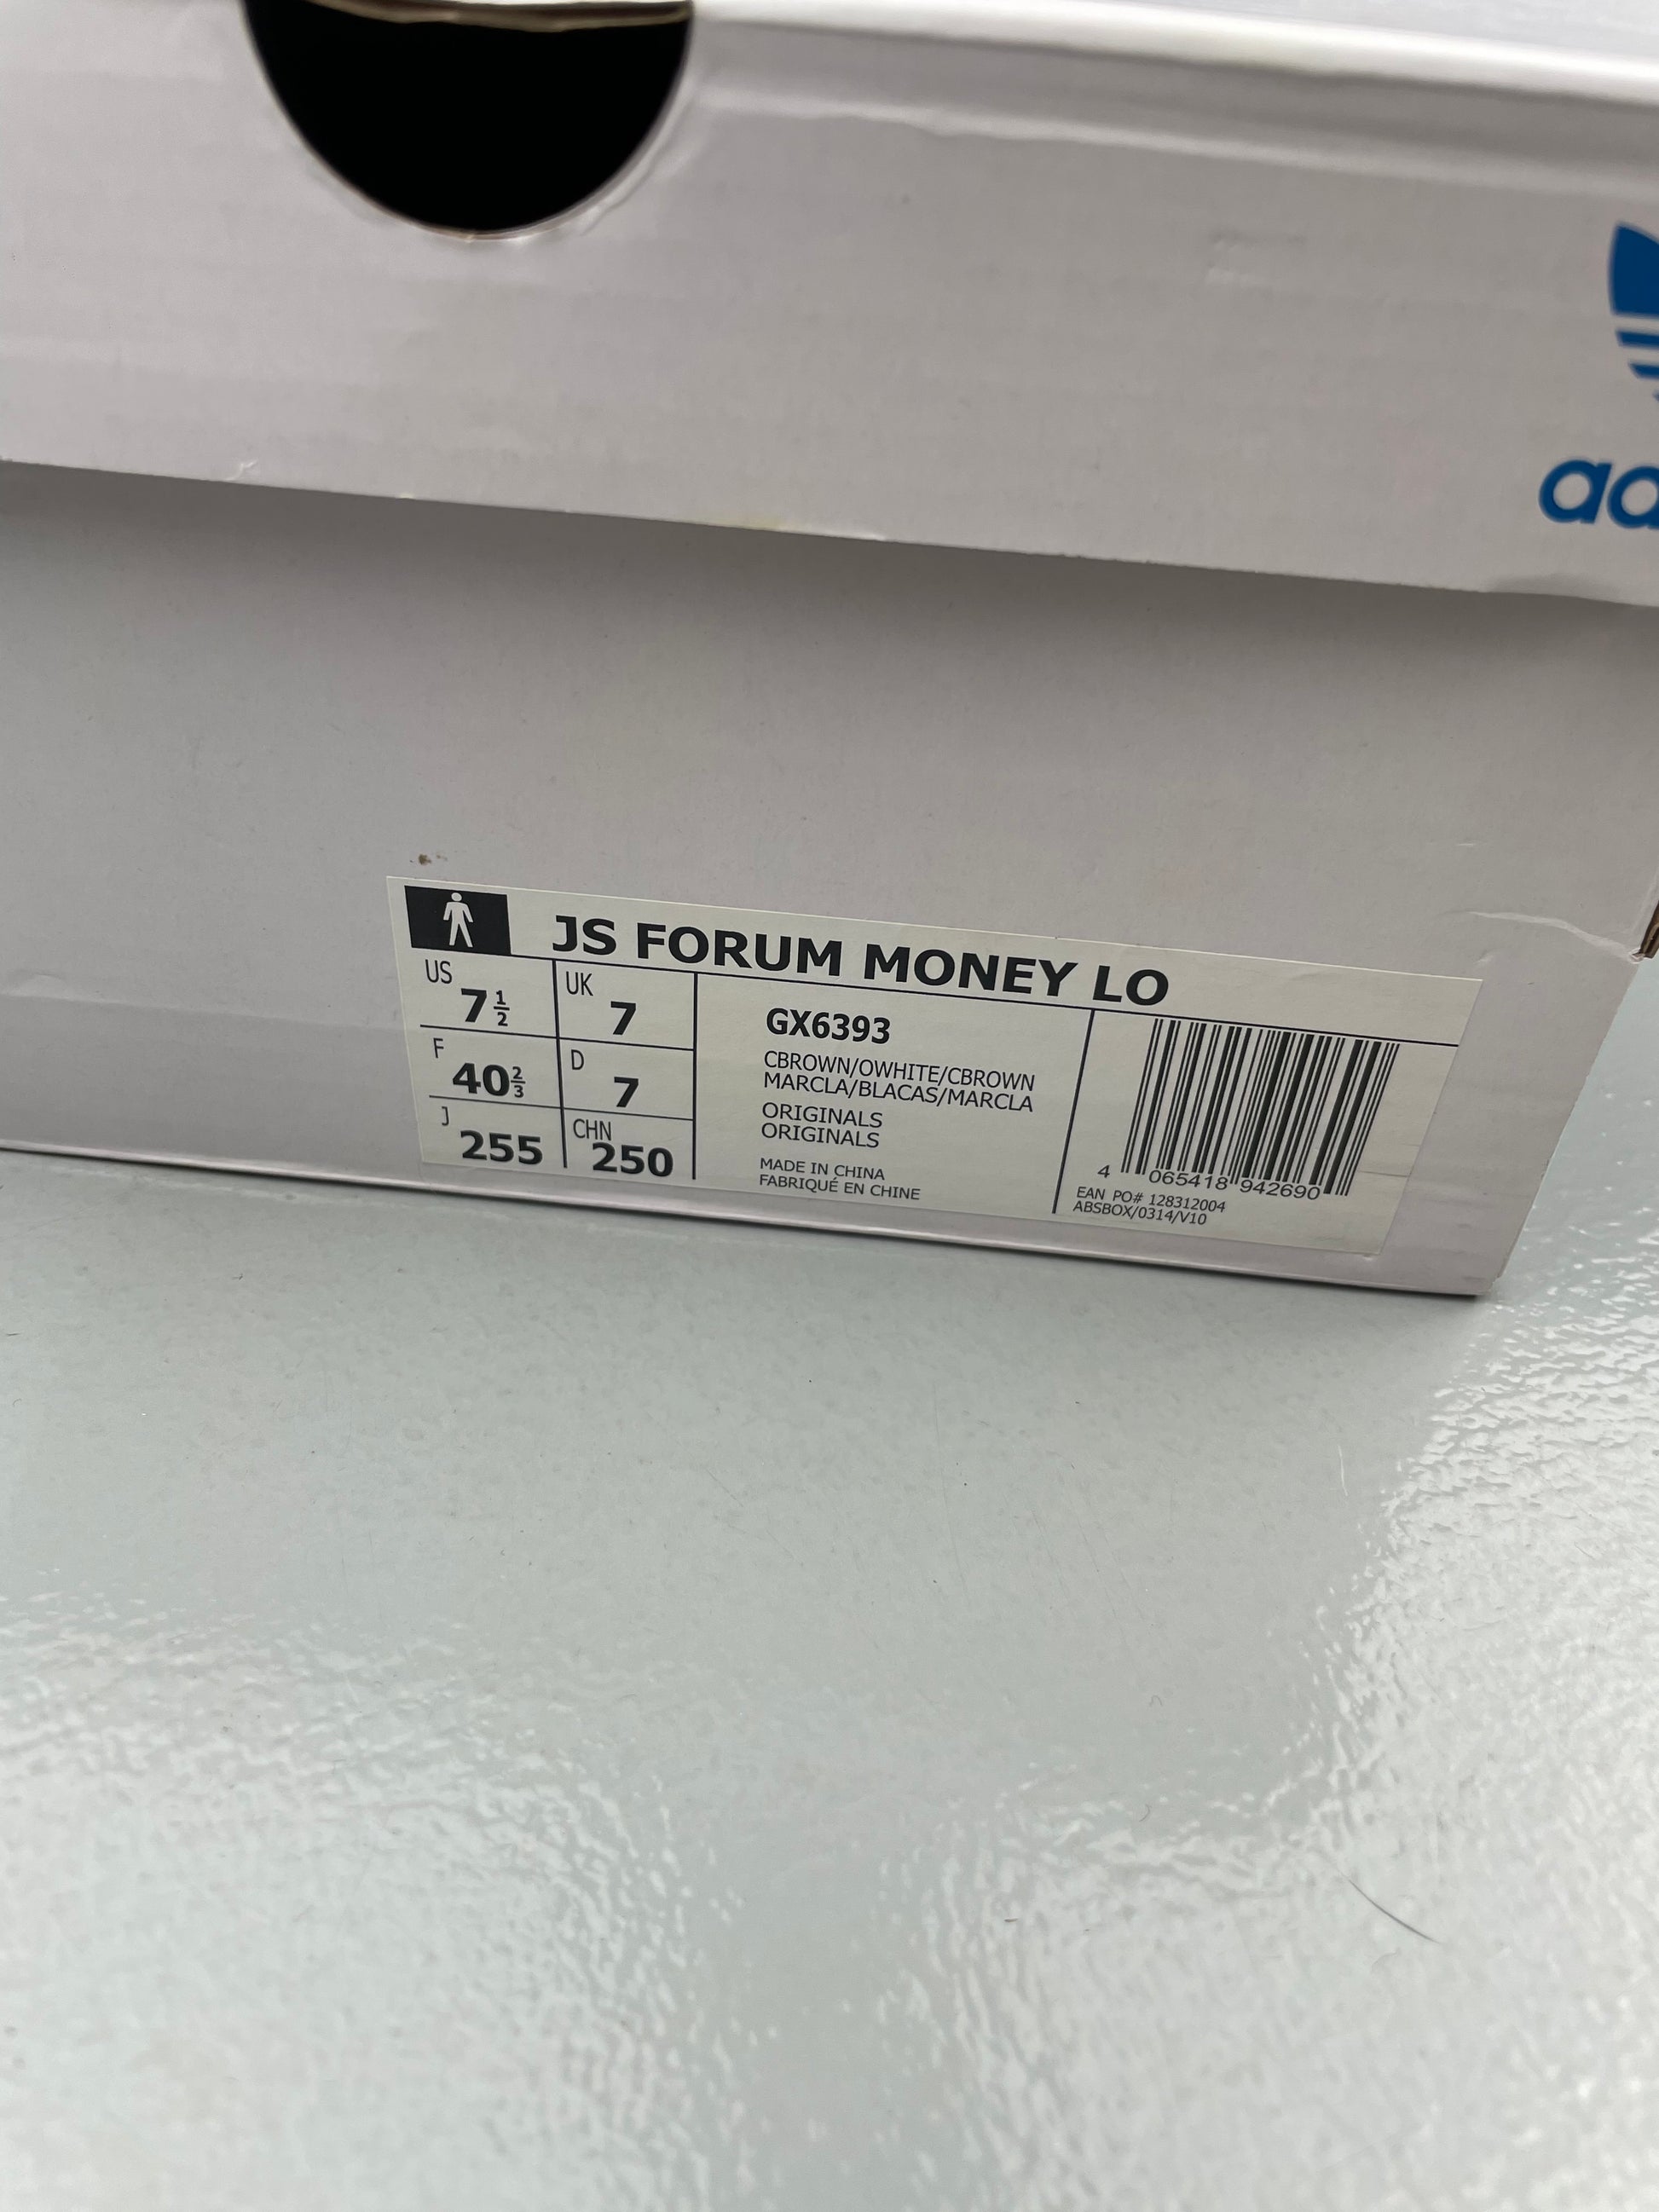 ad
JS FORUM MONEY LO
US 7½ UK 7
F 40⅔ D 7
J 255 CHN 250
GX6393
CBROWN/OWHITE/CBROWN
MARCLA/BLACAS/MARCLA
ORIGINALS
ORIGINALS
MADE IN CHINA
FABRIQUÉ EN CHINE
4 065418 942690
EAN PO# 128312004
ABSBOX/0314/V10